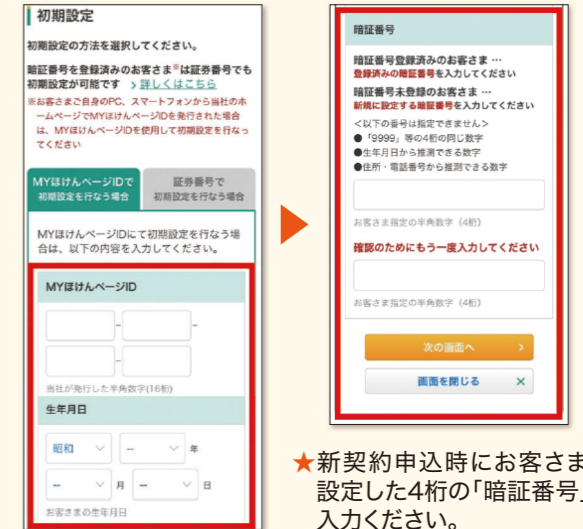 初期設定
初期設定の方法を選択してください。
暗証番号を登録済みのお客さま※は証券番号でも
初期設定が可能です >詳しくはこちら
※お客さまご自身のPC、スマートフォンから当社のホ
ームページでMYほけんページIDを発行された場合
は、MYほけんページIDを使用して初期設定を行なっ
てください
MYほけんページIDで
初期設定を行なう場合
証券番号で
初期設定を行なう場合
MYほけんページIDにて初期設定を行なう場
合は、以下の内容を入力してください。
MYほけんページID
- -
-
当社が発行した半角数字(16桁)
生年月日
昭和 -- 年
-- 月 -- 日
お客さまの生年月日
暗証番号
暗証番号登録済みのお客さま …
登録済みの暗証番号を入力してください
暗証番号未登録のお客さま …
新規に設定する暗証番号を入力してください
<以下の番号は指定できません>
●「9999」等の4桁の同じ数字
●生年月日から推測できる数字
●住所・電話番号から推測できる数字
お客さま指定の半角数字(4桁)
確認のためにもう一度入力してください
お客さま指定の半角数字(4桁)
次の画面へ >
画面を閉じる ×
★新契約申込時にお客さま
設定した4桁の「暗証番号」
入力ください。